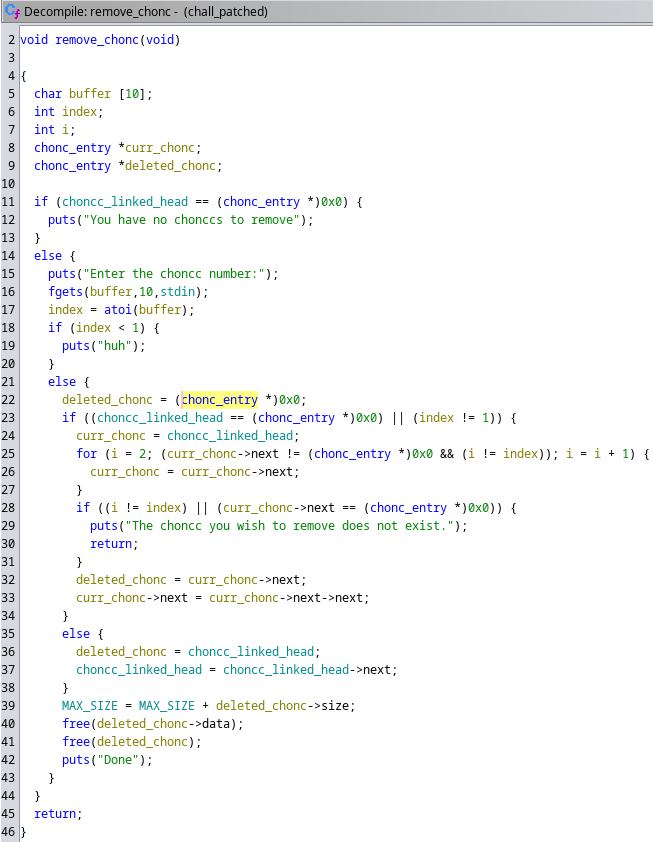 Decompile: remove_chonc - (chall_patched)
2 void remove_chonc(void)
3
4 {
5 char buffer [10];
6 int index;
7 int i;
8 chonc_entry *curr_chonc;
9 chonc_entry *deleted_chonc;
10
11 if (choncc_linked_head == (chonc_entry *)0x0) {
12 puts("You have no chonccs to remove");
13 }
14 else {
15 puts("Enter the choncc number:");
16 fgets(buffer,10,stdin);
17 index = atoi(buffer);
18 if (index < 1) {
19 puts("huh");
20 }
21 else {
22 deleted_chonc = (chonc_entry *)0x0;
23 if ((choncc_linked_head == (chonc_entry *)0x0) || (index != 1)) {
24 curr_chonc = choncc_linked_head;
25 for (i = 2; (curr_chonc->next != (chonc_entry *)0x0 && (i != index)); i = i + 1) {
26 curr_chonc = curr_chonc->next;
27 }
28 if ((i != index) || (curr_chonc->next == (chonc_entry *)0x0)) {
29 puts("The choncc you wish to remove does not exist.");
30 return;
31 }
32 deleted_chonc = curr_chonc->next;
33 curr_chonc->next = curr_chonc->next->next;
34 }
35 else {
36 deleted_chonc = choncc_linked_head;
37 choncc_linked_head = choncc_linked_head->next;
38 }
39 MAX_SIZE = MAX_SIZE + deleted_chonc->size;
40 free(deleted_chonc->data);
41 free(deleted_chonc);
42 puts("Done");
43 }
44 }
45 return;
46 }